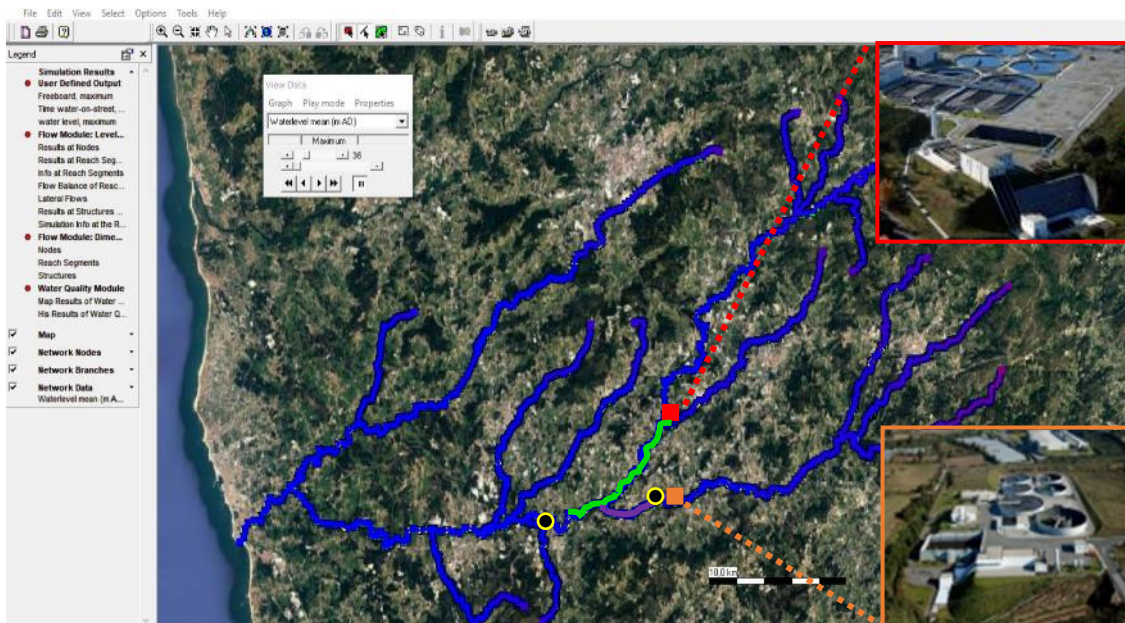 File Edit View Select Options Tools Help
Legend
Simulation Results
User Defined Output
Freeboard, maximum
Time water-on-street, ...
water level, maximum
Flow Module: Level...
Results at Nodes
Results at Reach Seg...
Info at Reach Segments
Flow Balance of Reac...
Lateral Flows
Results at Structures ...
Simulation Info at the R...
Flow Module: Dime...
Nodes
Reach Segments
Structures
Water Quality Module
Map Results of Water ...
His Results of Water Q...
Map
Network Nodes
Network Branches
Network Data
Waterlevel mean (m A...
View Data
Graph Play mode Properties
Waterlevel mean (m AD)
Maximum
36
10.0 km